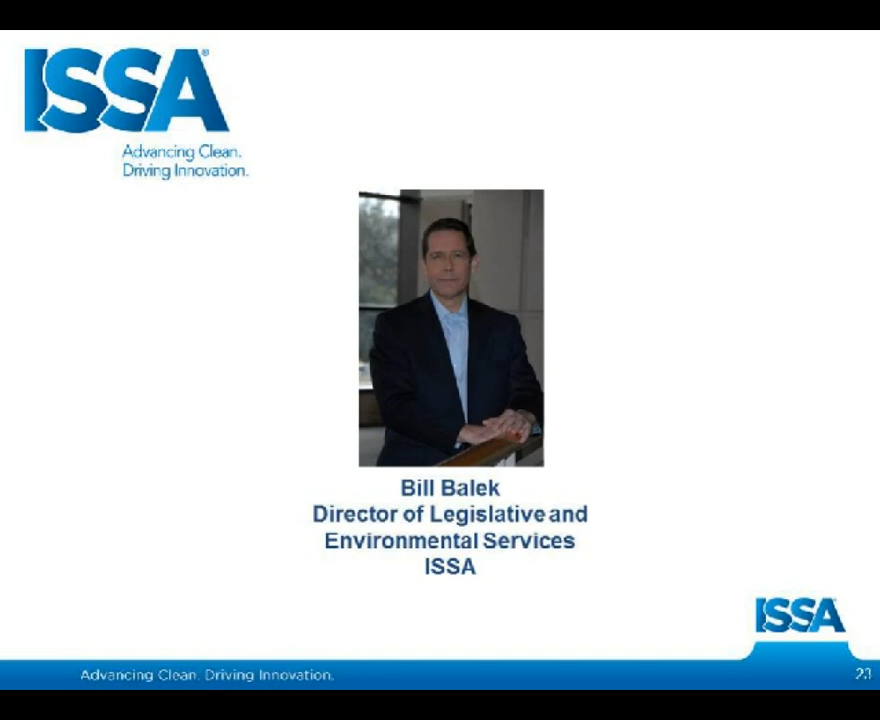 ISSA®
Advancing Clean.
Driving Innovation.
Bill Balek
Director of Legislative and
Environmental Services
ISSA
ISSA
Advancing Clean. Driving Innovation.
23